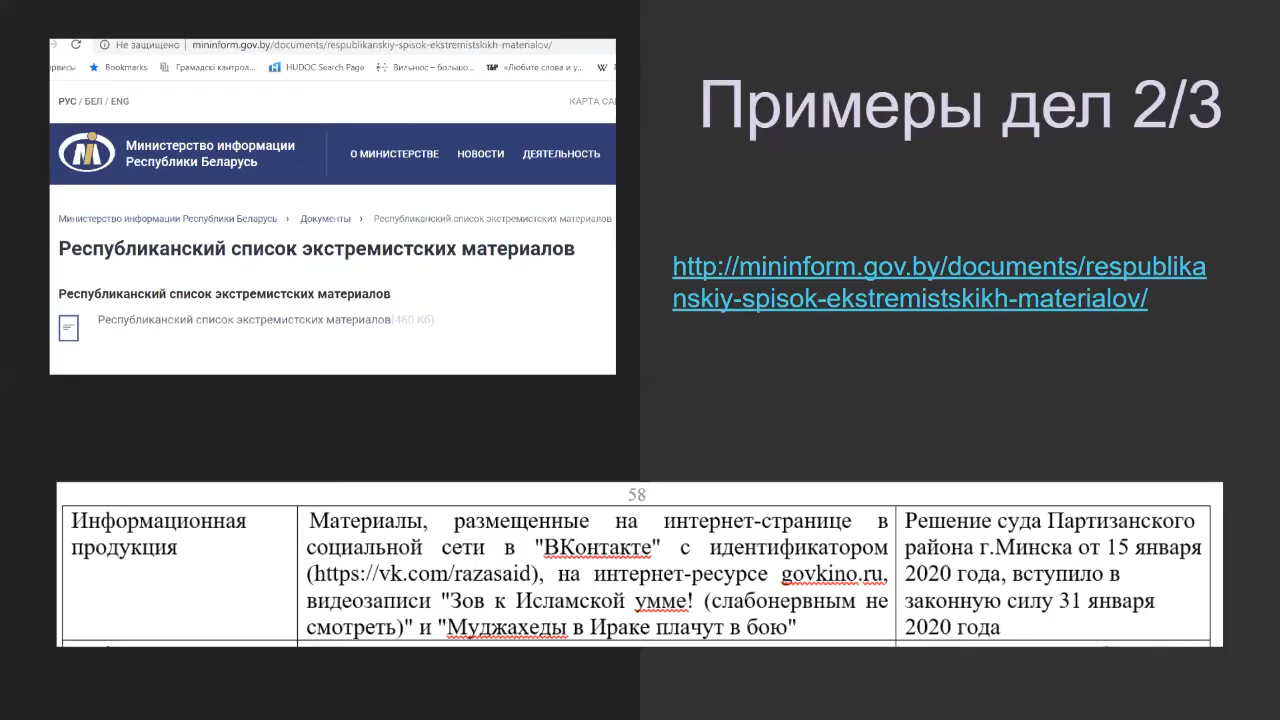 Не защищено | mininform.gov.by/documents/respublikanskiy-spisok-ekstremistskikh-materialov/
рвисы Bookmarks Грамадскі кантрол... HUDOC Search Page Вильнюс – большо... «Любите слова и у...
РУС / БЕЛ / ENG
КАРТА СА
Министерство информации
Республики Беларусь
О МИНИСТЕРСТВЕ НОВОСТИ ДЕЯТЕЛЬНОСТЬ
Министерство информации Республики Беларусь › Документы › Республиканский список экстремистских материалов
Республиканский список экстремистских материалов
Республиканский список экстремистских материалов
Республиканский список экстремистских материалов(460 Кб)
Примеры дел 2/3
http://mininform.gov.by/documents/respublika
nskiy-spisok-ekstremistskikh-materialov/
58
Информационная
продукция
Материалы, размещенные на интернет-странице в
социальной сети в "ВКонтакте" с идентификатором
(https://vk.com/razasaid), на интернет-ресурсе govkino.ru,
видеозаписи "Зов к Исламской умме! (слабонервным не
смотреть)" и "Муджахеды в Ираке плачут в бою"
Решение суда Партизанского
района г.Минска от 15 января
2020 года, вступило в
законную силу 31 января
2020 года